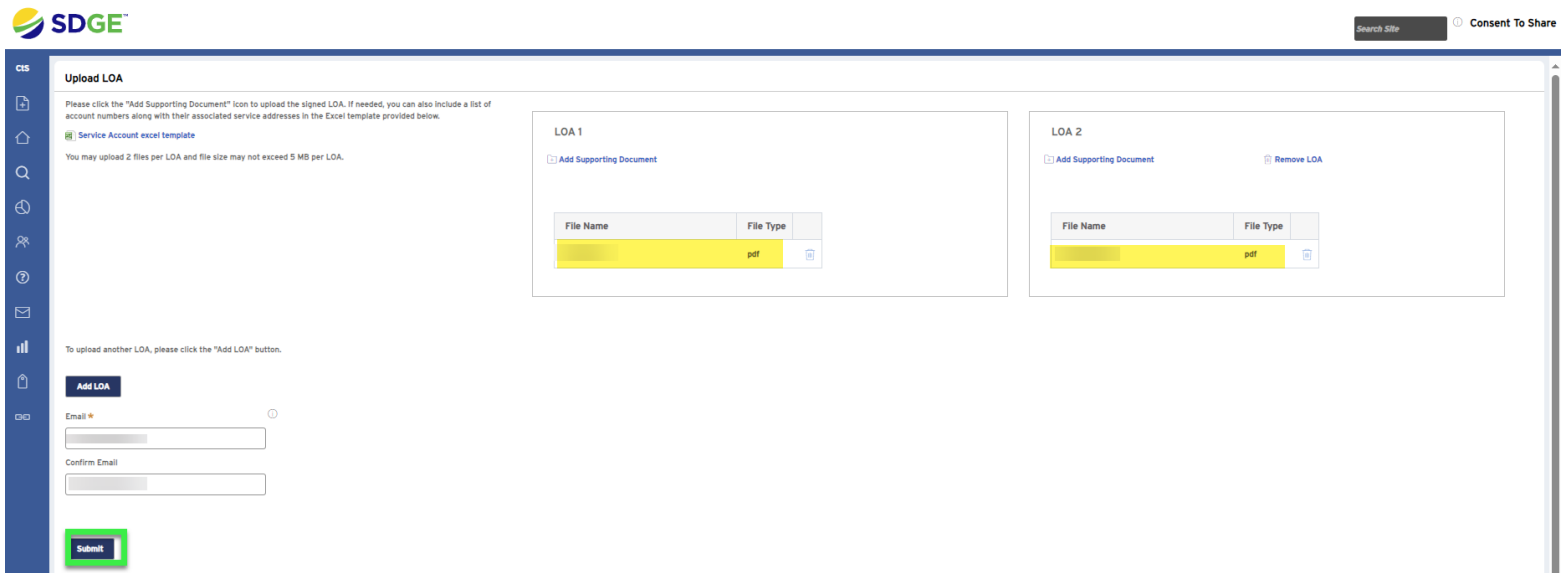 SDGE™
Search Site
Consent To Share
CtS
Upload LOA
Please click the "Add Supporting Document" icon to upload the signed LOA. If needed, you can also include a list of
account numbers along with their associated service addresses in the Excel template provided below.
Service Account excel template
You may upload 2 files per LOA and file size may not exceed 5 MB per LOA.
LOA 1
Add Supporting Document
File Name File Type
pdf
LOA 2
Add Supporting Document Remove LOA
File Name File Type
pdf
To upload another LOA, please click the "Add LOA" button.
Add LOA
Email *
Confirm Email
Submit